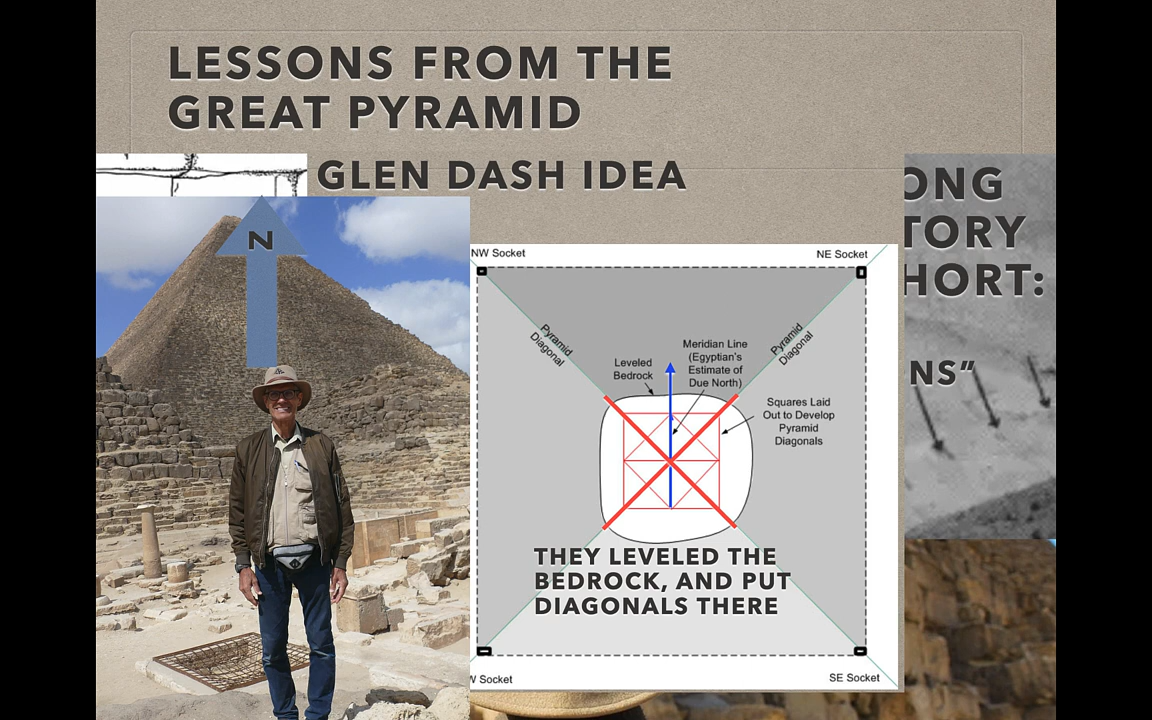 LESSONS FROM THE
GREAT PYRAMID
GLEN DASH IDEA
ONG
TORY
HORT:
NS”
N
NW Socket
NE Socket
Pyramid
Diagonal
Pyramid
Diagonal
Leveled
Bedrock
Meridian Line
(Egyptian's
Estimate of
Due North)
Squares Laid
Out to Develop
Pyramid
Diagonals
THEY LEVELED THE
BEDROCK, AND PUT
DIAGONALS THERE
W Socket
SE Socket